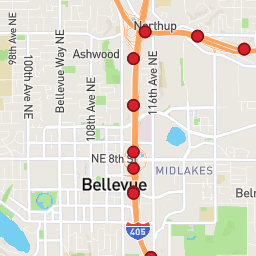 Northup
Ashwood
98th Ave NE
100th Ave NE
Bellevue Way NE
108th Ave NE
116th Ave NE
NE 8th St
MIDLAKES
Bellevue
405